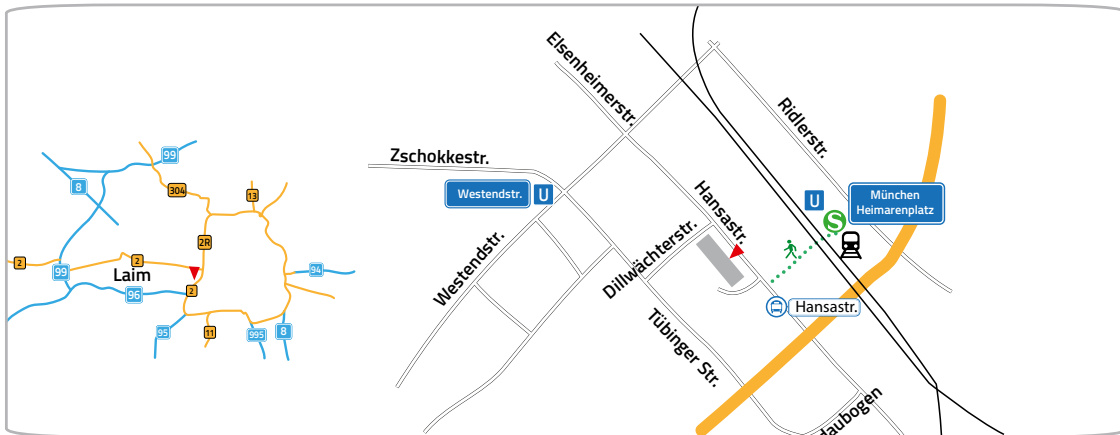 99
8
304
13
2R
2
2
Laim
99
96
2
94
95
11
995
8
Elsenheimerstr.
Zschokkestr.
Westendstr. U
Ridlerstr.
Hansastr.
U
S
München
Heimarenplatz
Westendstr.
Dillwächterstr.
Hansastr.
Tübinger Str.